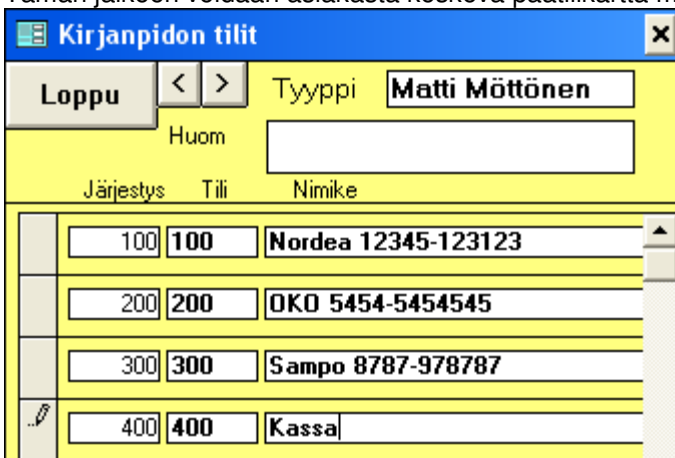 Tämän jälkeen voidaan asiakasta koskeva päätilikartta
Kirjanpidon tilit
Loppu < > Tyyppi Matti Möttönen
Huom
Järjestys Tili Nimike
100 100 Nordea 12345-123123
200 200 OKO 5454-5454545
300 300 Sampo 8787-978787
400 400 Kassa